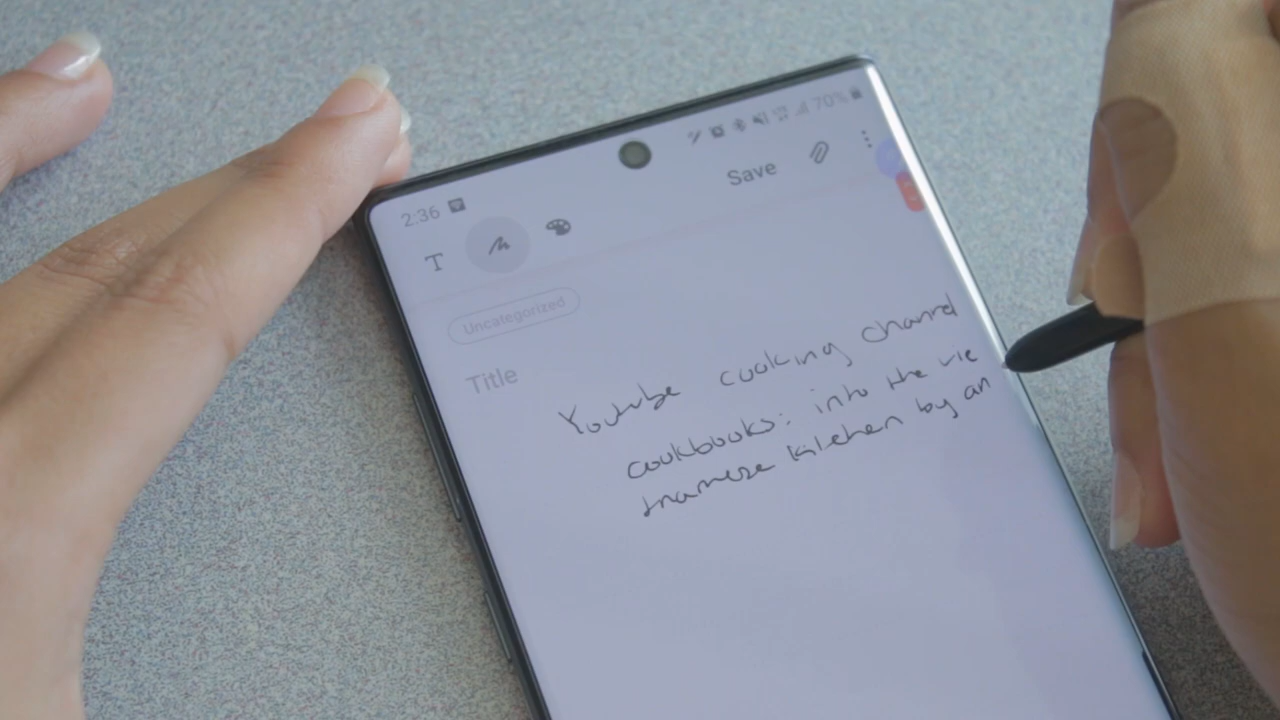 2:36 70%
Save
T
Uncategorized
Title
Youtube cooking channel
cookbooks: into the vie
tnamese kitchen by an